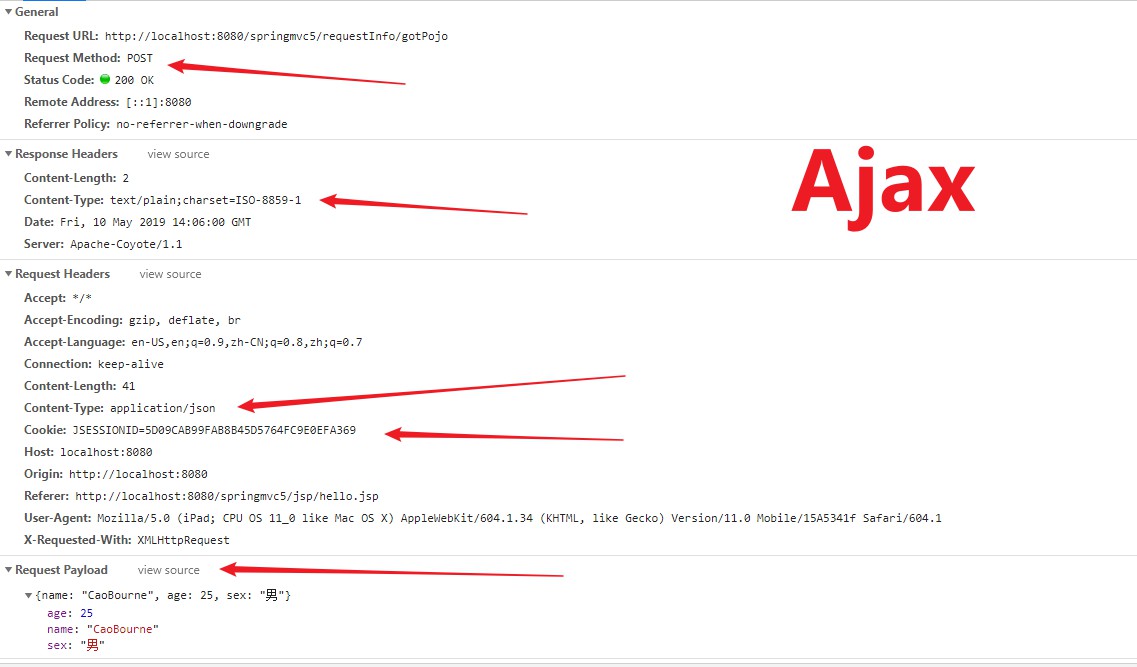 General
Request URL: http://localhost:8080/springmvc5/requestInfo/gotPojo
Request Method: POST
Status Code: 200 OK
Remote Address: [::1]:8080
Referrer Policy: no-referrer-when-downgrade
Response Headers view source
Content-Length: 2
Content-Type: text/plain;charset=ISO-8859-1
Date: Fri, 10 May 2019 14:06:00 GMT
Server: Apache-Coyote/1.1
Ajax
Request Headers view source
Accept: */*
Accept-Encoding: gzip, deflate, br
Accept-Language: en-US,en;q=0.9,zh-CN;q=0.8,zh;q=0.7
Connection: keep-alive
Content-Length: 41
Content-Type: application/json
Cookie: JSESSIONID=5D09CAB99FAB8B45D5764FC9E0EFA369
Host: localhost:8080
Origin: http://localhost:8080
Referer: http://localhost:8080/springmvc5/jsp/hello.jsp
User-Agent: Mozilla/5.0 (iPad; CPU OS 11_0 like Mac OS X) AppleWebKit/604.1.34 (KHTML, like Gecko) Version/11.0 Mobile/15A5341f Safari/604.1
X-Requested-With: XMLHttpRequest
Request Payload view source
{name: "CaoBourne", age: 25, sex: "男"}
age: 25
name: "CaoBourne"
sex: "男"